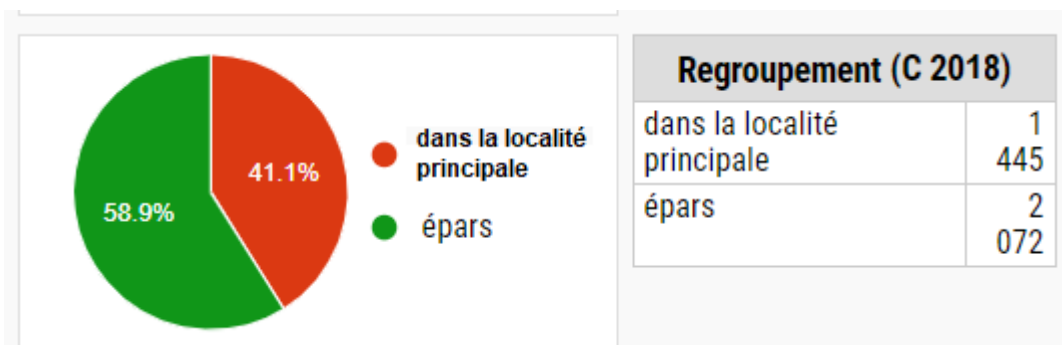 41.1%
58.9%
dans la localité
principale
épars
Regroupement (C 2018)
dans la localité
principale
1
445
épars
2
072